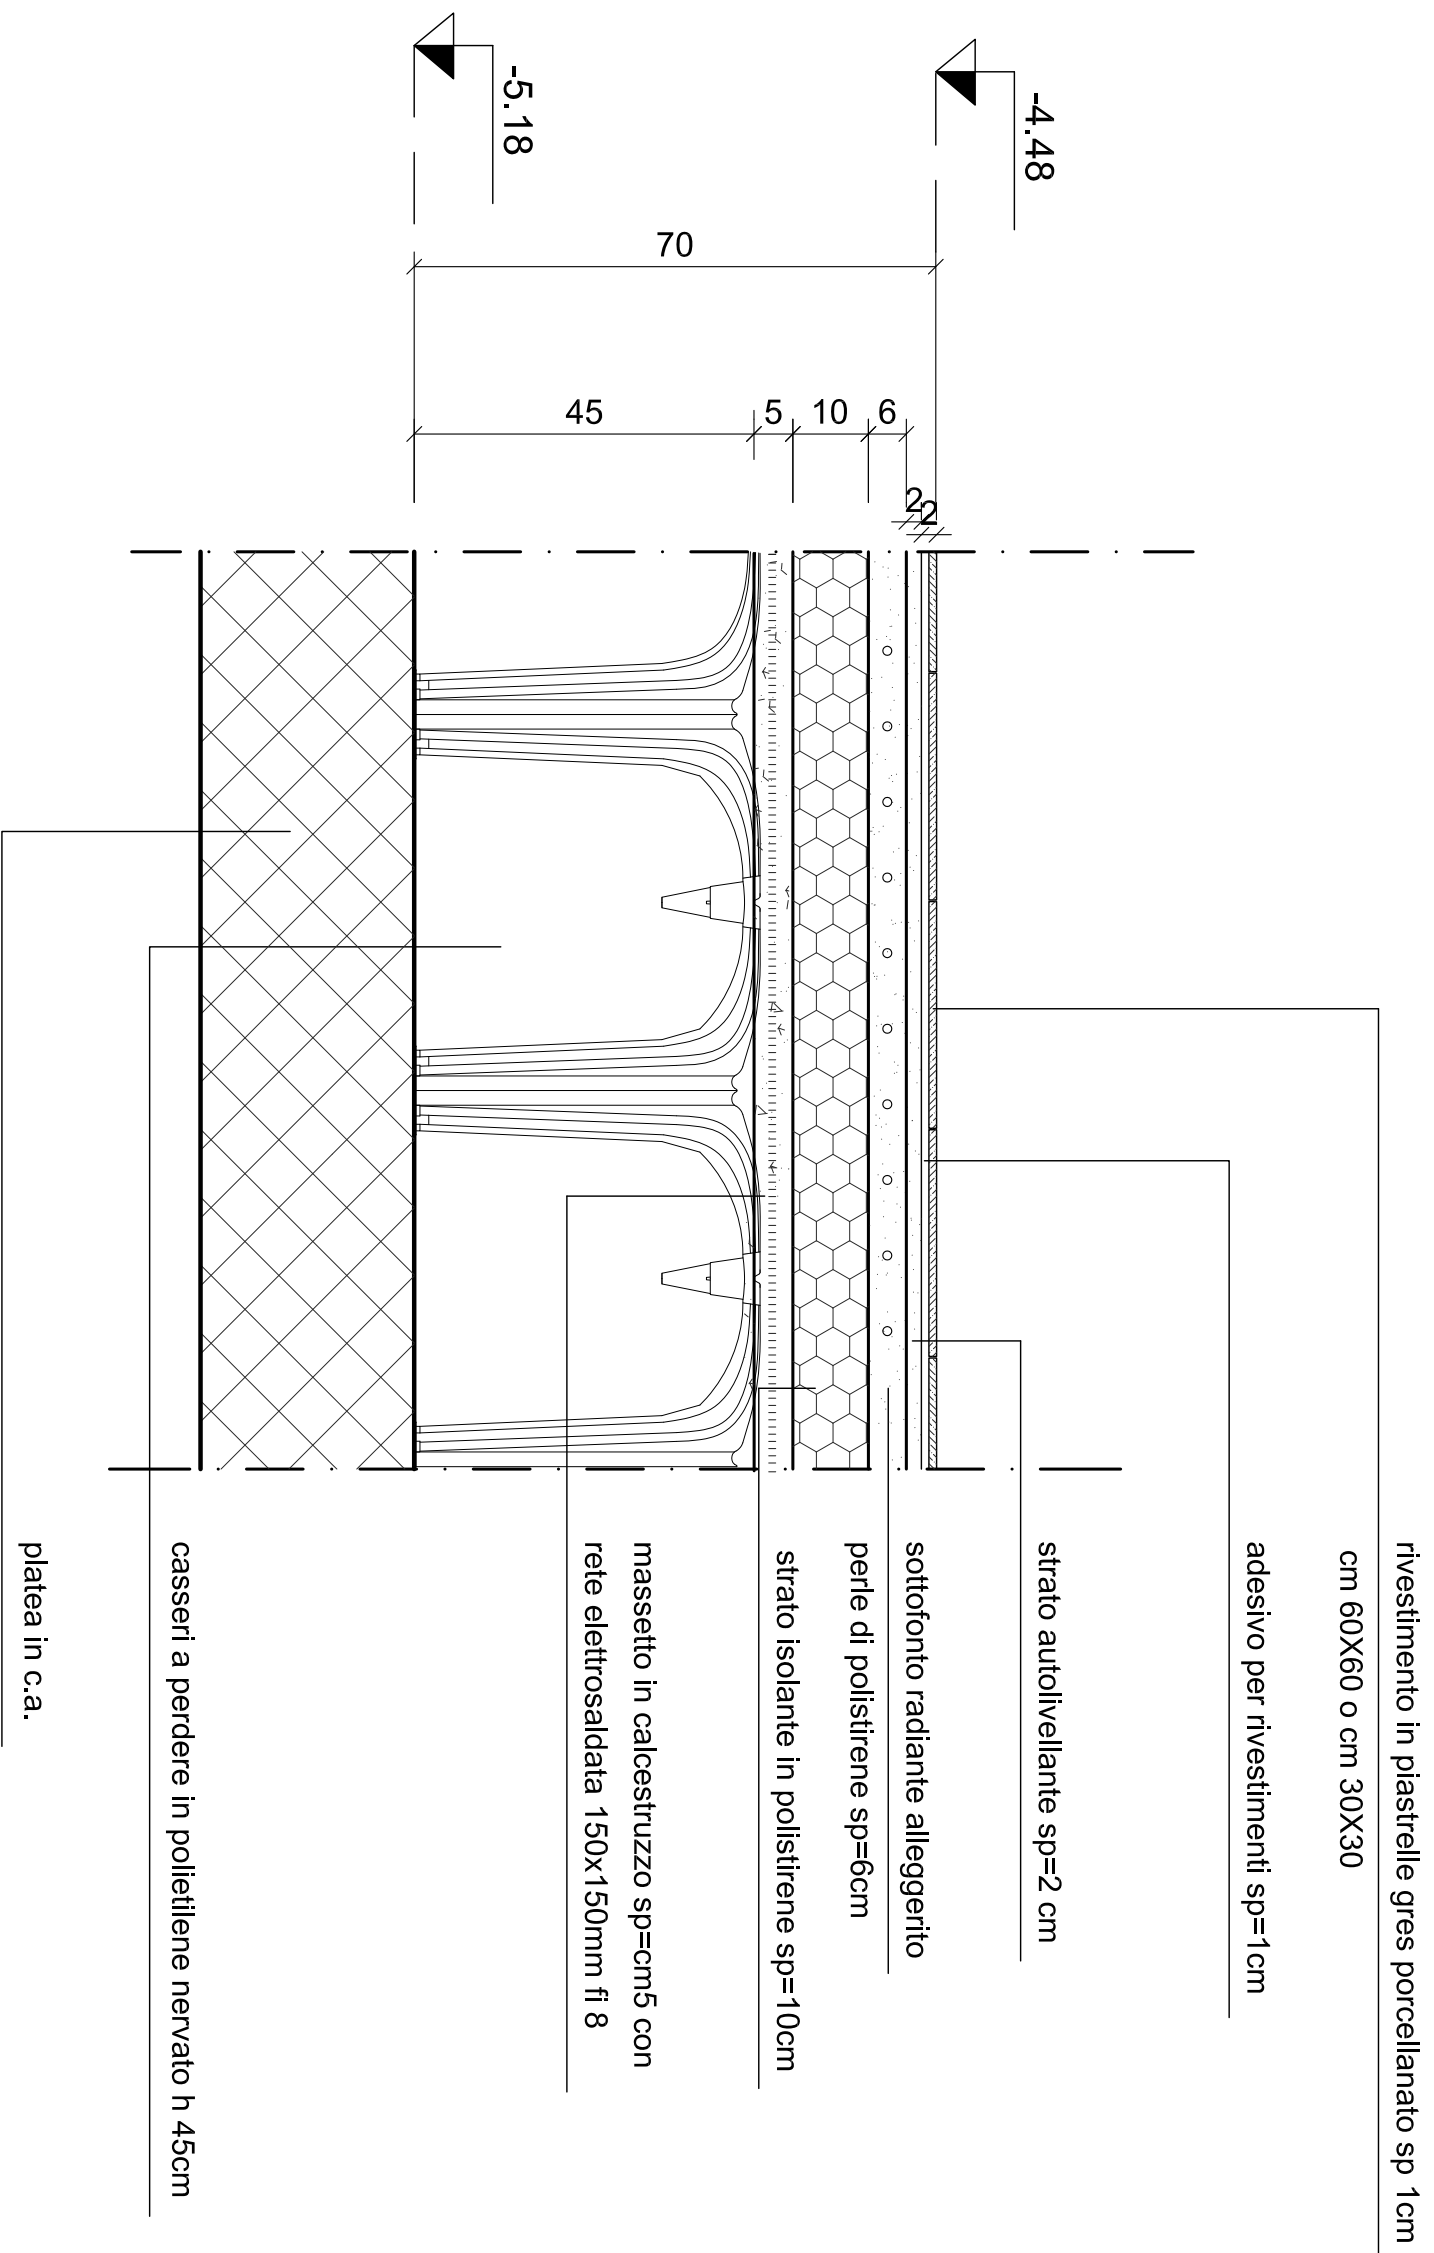 -4.48
-5.18
70
45
5
10
6
2
2
rivestimento in piastrelle gres porcellanato sp 1cm
cm 60X60 o cm 30X30
adesivo per rivestimenti sp=1cm
strato autolivellante sp=2 cm
sottofonto radiante alleggerito
perle di polistirene sp=6cm
strato isolante in polistirene sp=10cm
massetto in calcestruzzo sp=cm5 con
rete elettrosaldata 150x150mm fi 8
casseri a perdere in polietilene nervato h 45cm
platea in c.a.